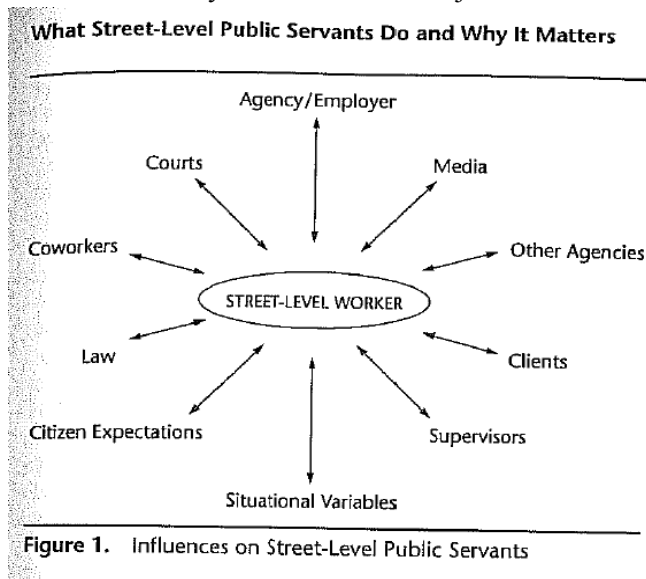 What Street-Level Public Servants Do and Why It Matters
Agency/Employer
Courts
Media
Coworkers
Other Agencies
STREET-LEVEL WORKER
Law
Clients
Citizen Expectations
Supervisors
Situational Variables
Figure 1. Influences on Street-Level Public Servants